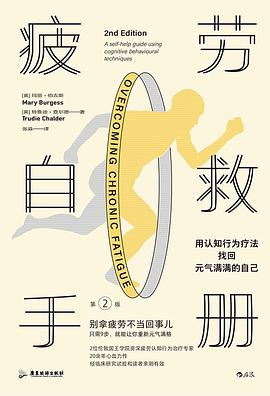 疲劳
自救
手册
2nd Edition
A self-help guide using
cognitive behavioural
techniques
[英] 玛丽·伯吉斯
Mary Burgess
[英] 特鲁迪·查尔德——著
Trudie Chalder
张淼——译
OVERCOMING CHRONIC FATIGUE
用认知行为疗法
找回
元气满满的自己
第2版
别拿疲劳不当回事儿
只需9步，就能让你重新元气满格
2位伦敦国王学院资深疲劳认知行为治疗专家
20余年心血力作
经临床研究试验和读者亲测有效
后浪